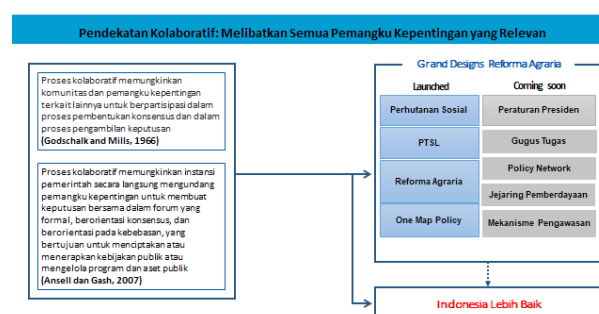 Pendekatan Kolaboratif: Melibatkan Semua Pemangku Kepentingan yang Relevan
Proses kolaboratif memungkinkan
komunitas dan pemangku kepentingan
terkait lainnya untuk berpartisipasi dalam
proses pembentukan konsensus dan dalam
proses pengambilan keputusan
(Godschalk and Mills, 1966)
Proses kolaboratif memungkinkan instansi
pemerintah secara langsung mengundang
pemangku kepentingan untuk membuat
keputusan bersama dalam forum yang
formal, berorientasi konsensus, dan
berorientasi pada kebebasan, yang
bertujuan untuk menciptakan atau
menerapkan kebijakan publik atau
mengelola program dan aset publik
(Ansell dan Gash, 2007)
Grand Designs Reforma Agraria
Launched
Perhutanan Sosial
PTSL
Reforma Agraria
One Map Policy
Coming soon
Peraturan Presiden
Gugus Tugas
Policy Network
Jejaring Pemberdayaan
Mekanisme Pengawasan
Indonesia Lebih Baik